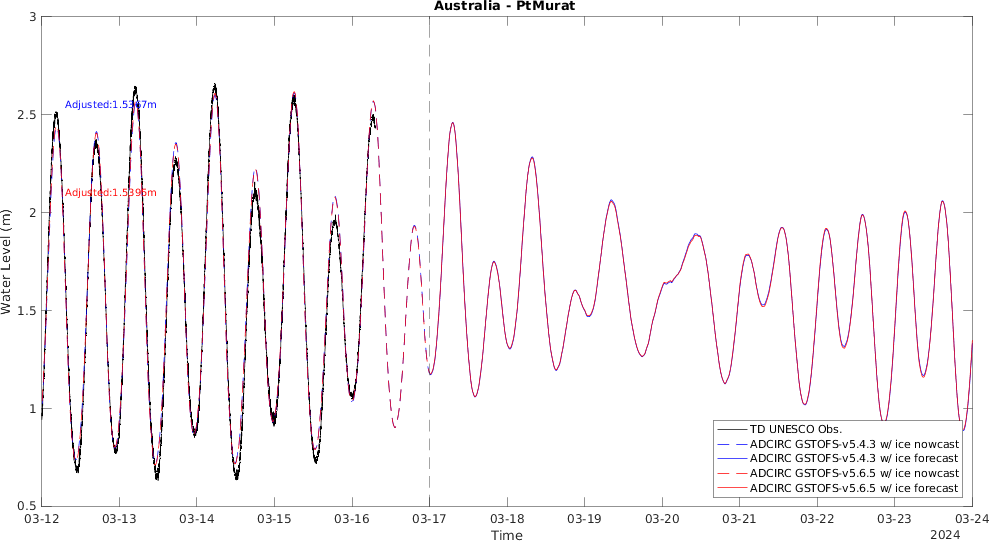 Australia - PtMurat
3
2.5
2
1.5
1
0.5
Water Level (m)
Adjusted:1.5367m
Adjusted:1.5395m
TD UNESCO Obs.
ADCIRC GSTOFS-v5.4.3 w/ ice nowcast
ADCIRC GSTOFS-v5.4.3 w/ ice forecast
ADCIRC GSTOFS-v5.6.5 w/ ice nowcast
ADCIRC GSTOFS-v5.6.5 w/ ice forecast
03-12 03-13 03-14 03-15 03-16 03-17 03-18 03-19 03-20 03-21 03-22 03-23 03-24
Time
2024